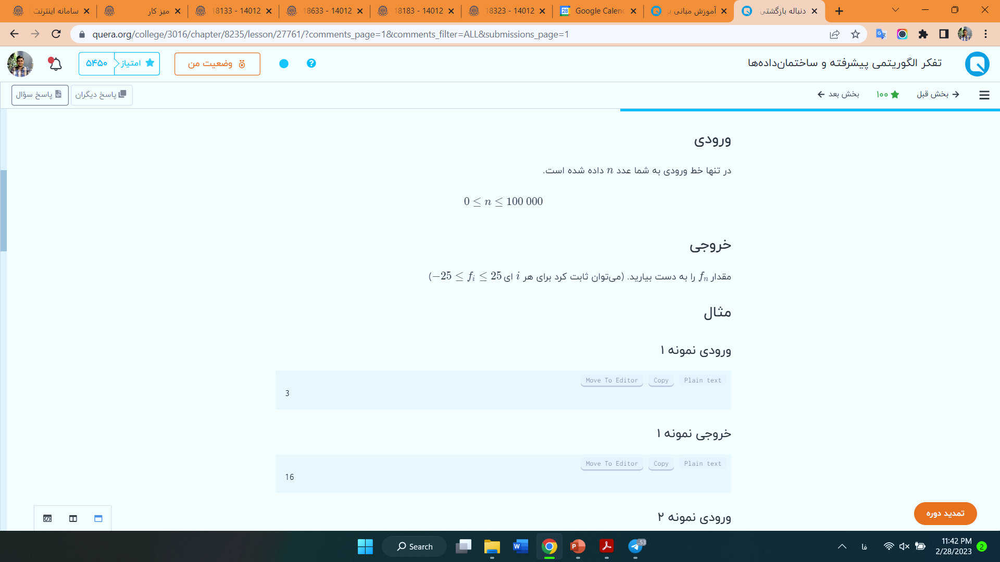 سامانه اینترنت
میز کار
18133 - 14012
18633 - 14012
18183 - 14012
18323 - 14012
Google Calen
آموزش مبانی
دنباله بازگشتی
quera.org/college/3016/chapter/8235/lesson/27761/?comments_page=1&comments_filter=ALL&submissions_page=1
تفکر الگوریتمی پیشرفته و ساختمان‌داده‌ها
وضعیت من
امتیاز ۵۴۵۰
بخش قبل
۱۰۰
بخش بعد
پاسخ دیگران
پاسخ سؤال
ورودی
در تنها خط ورودی به شما عدد n داده شده است.
0 ≤ n ≤ 100 000
خروجی
مقدار fₙ را به دست بیارید. (می‌توان ثابت کرد برای هر i ای −25 ≤ fᵢ ≤ 25)
مثال
ورودی نمونه ۱
Move To Editor Copy Plain text
3
خروجی نمونه ۱
Move To Editor Copy Plain text
16
ورودی نمونه ۲
تمدید دوره
Search
فا
11:42 PM
2/28/2023
2